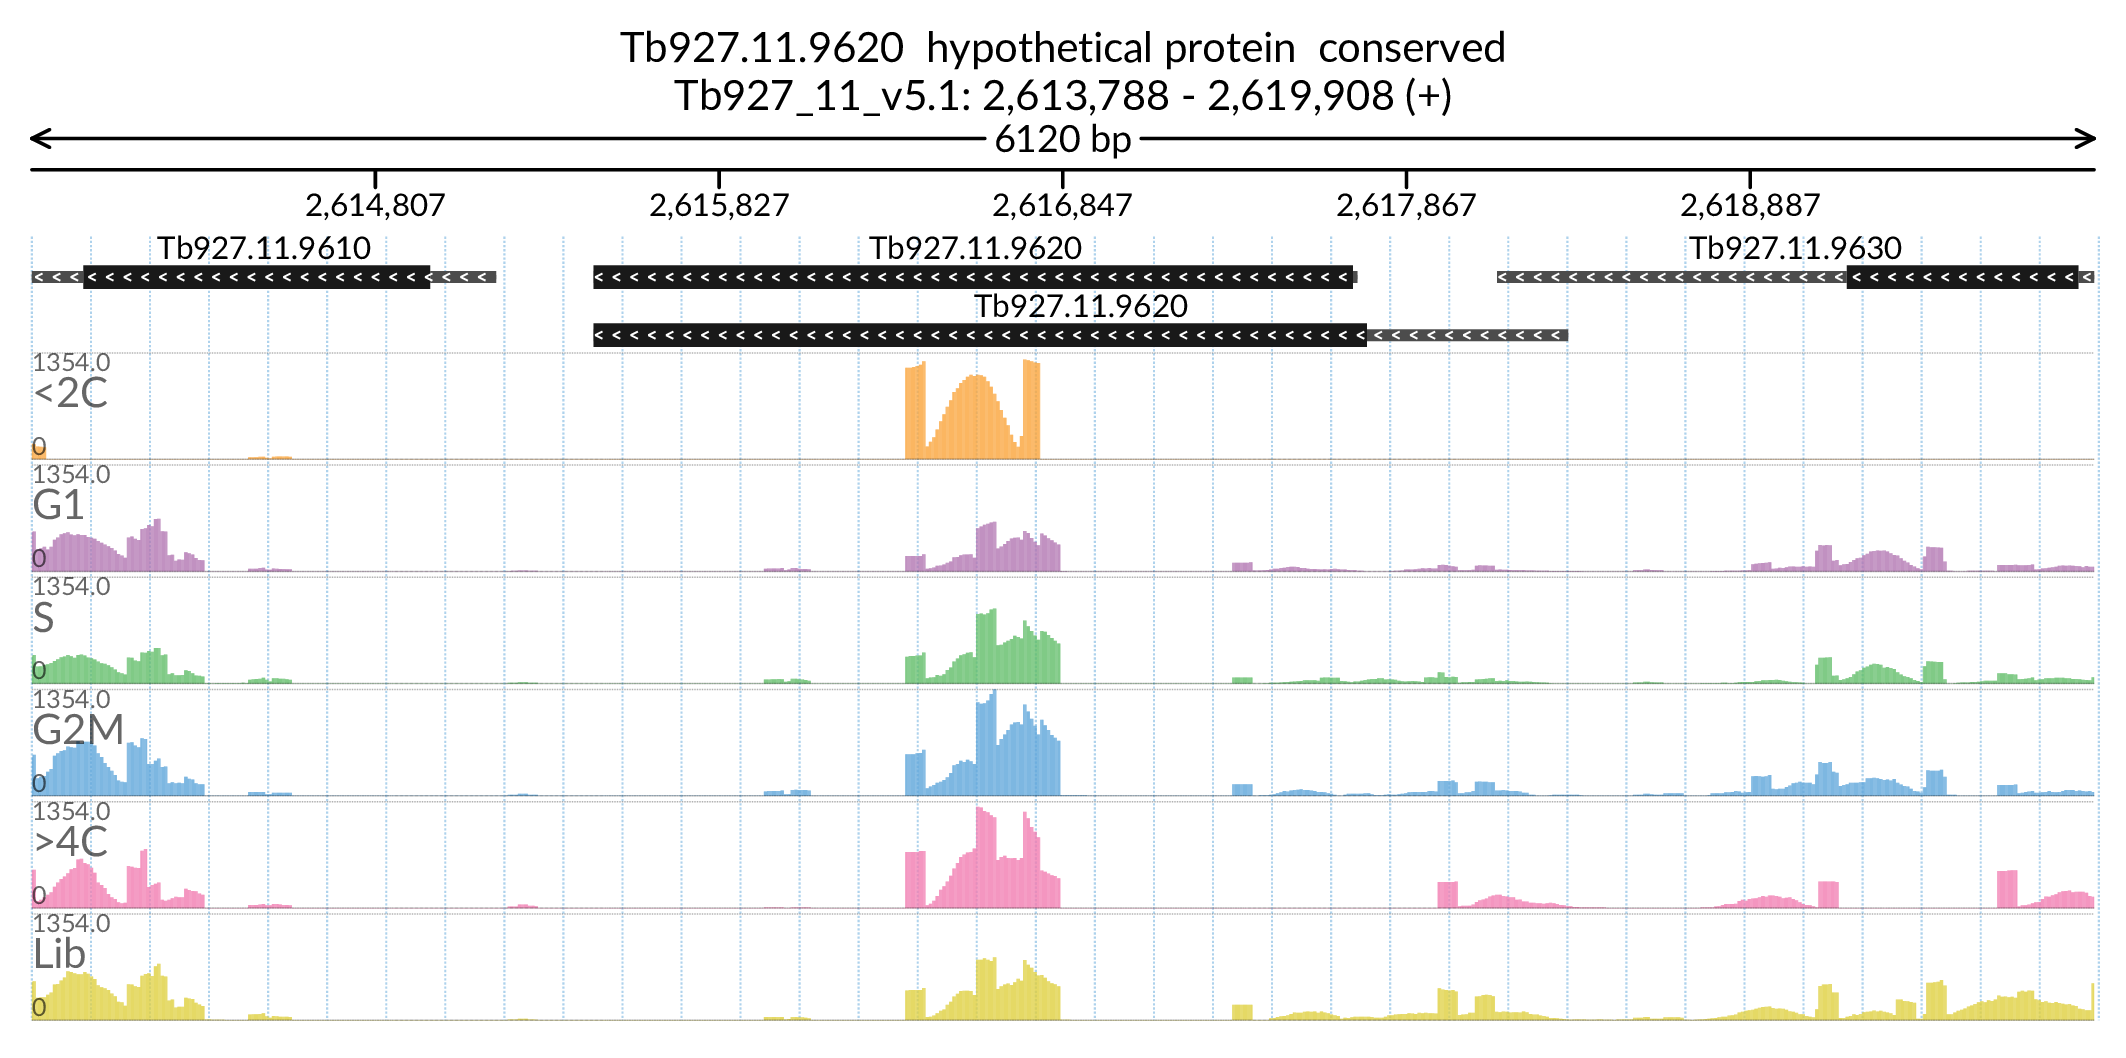 Tb927.11.9620  hypothetical protein  conserved
Tb927_11_v5.1: 2,613,788 - 2,619,908 (+)
6120 bp
2,614,807 2,615,827 2,616,847 2,617,867 2,618,887
Tb927.11.9610 Tb927.11.9620 Tb927.11.9630
Tb927.11.9620
1354.0
<2C
0
1354.0
G1
0
1354.0
S
0
1354.0
G2M
0
1354.0
>4C
0
1354.0
Lib
0